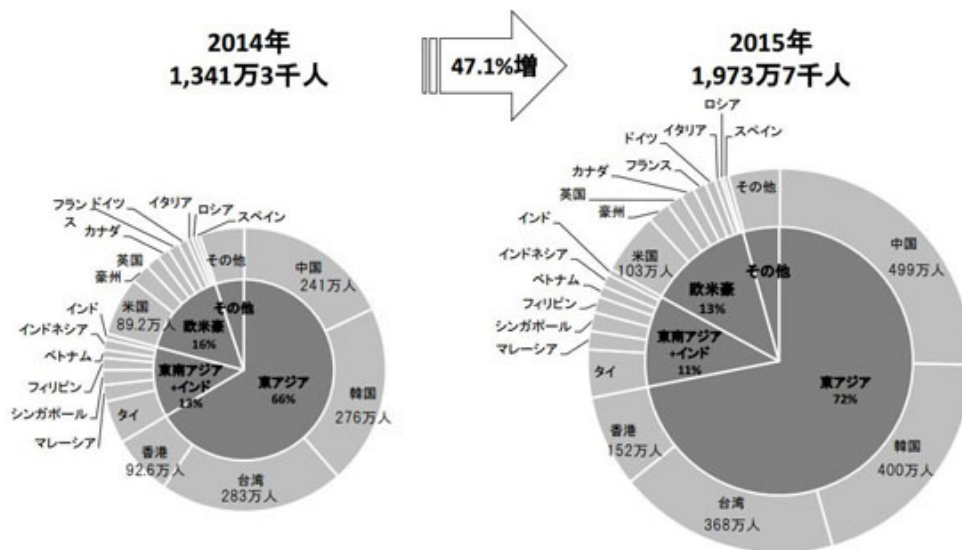 2014年
1,341万3千人
47.1%増
2015年
1,973万7千人
フラン
ス
ドイツ
イタリア
ロシア
スペイン
カナダ
英国
豪州
米国
89.2万人
インド
インドネシア
ベトナム
フィリピン
シンガポール
マレーシア
タイ
香港
92.6万人
台湾
283万人
韓国
276万人
中国
241万人
その他
その他
欧米豪
16%
東南アジア
+インド
13%
東アジア
66%
ロシア
イタリア
スペイン
ドイツ
フランス
カナダ
英国
豪州
米国
103万人
インド
インドネシア
ベトナム
フィリピン
シンガポール
マレーシア
タイ
香港
152万人
台湾
368万人
韓国
400万人
中国
499万人
その他
その他
欧米豪
13%
東南アジア
+インド
11%
東アジア
72%